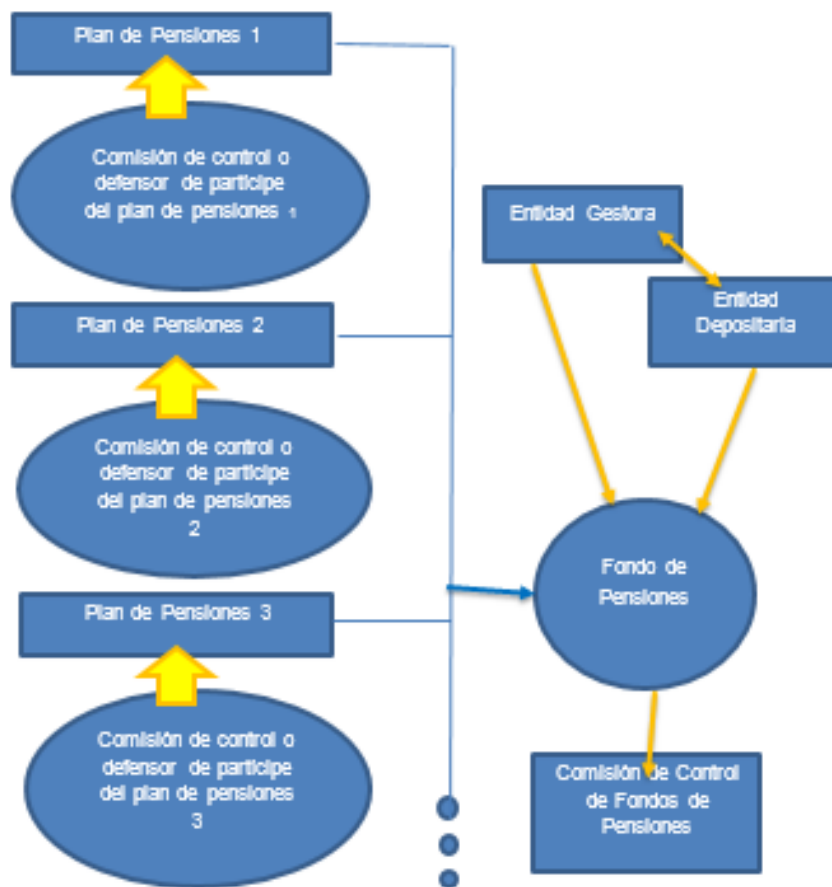 Plan de Pensiones 1
Comisión de control o
defensor de participe
del plan de pensiones 1
Plan de Pensiones 2
Comisión de control o
defensor de participe
del plan de pensiones
2
Plan de Pensiones 3
Comisión de control o
defensor de participe
del plan de pensiones
3
Entidad Gestora
Entidad
Depositaria
Fondo de
Pensiones
Comisión de Control
de Fondos de
Pensiones